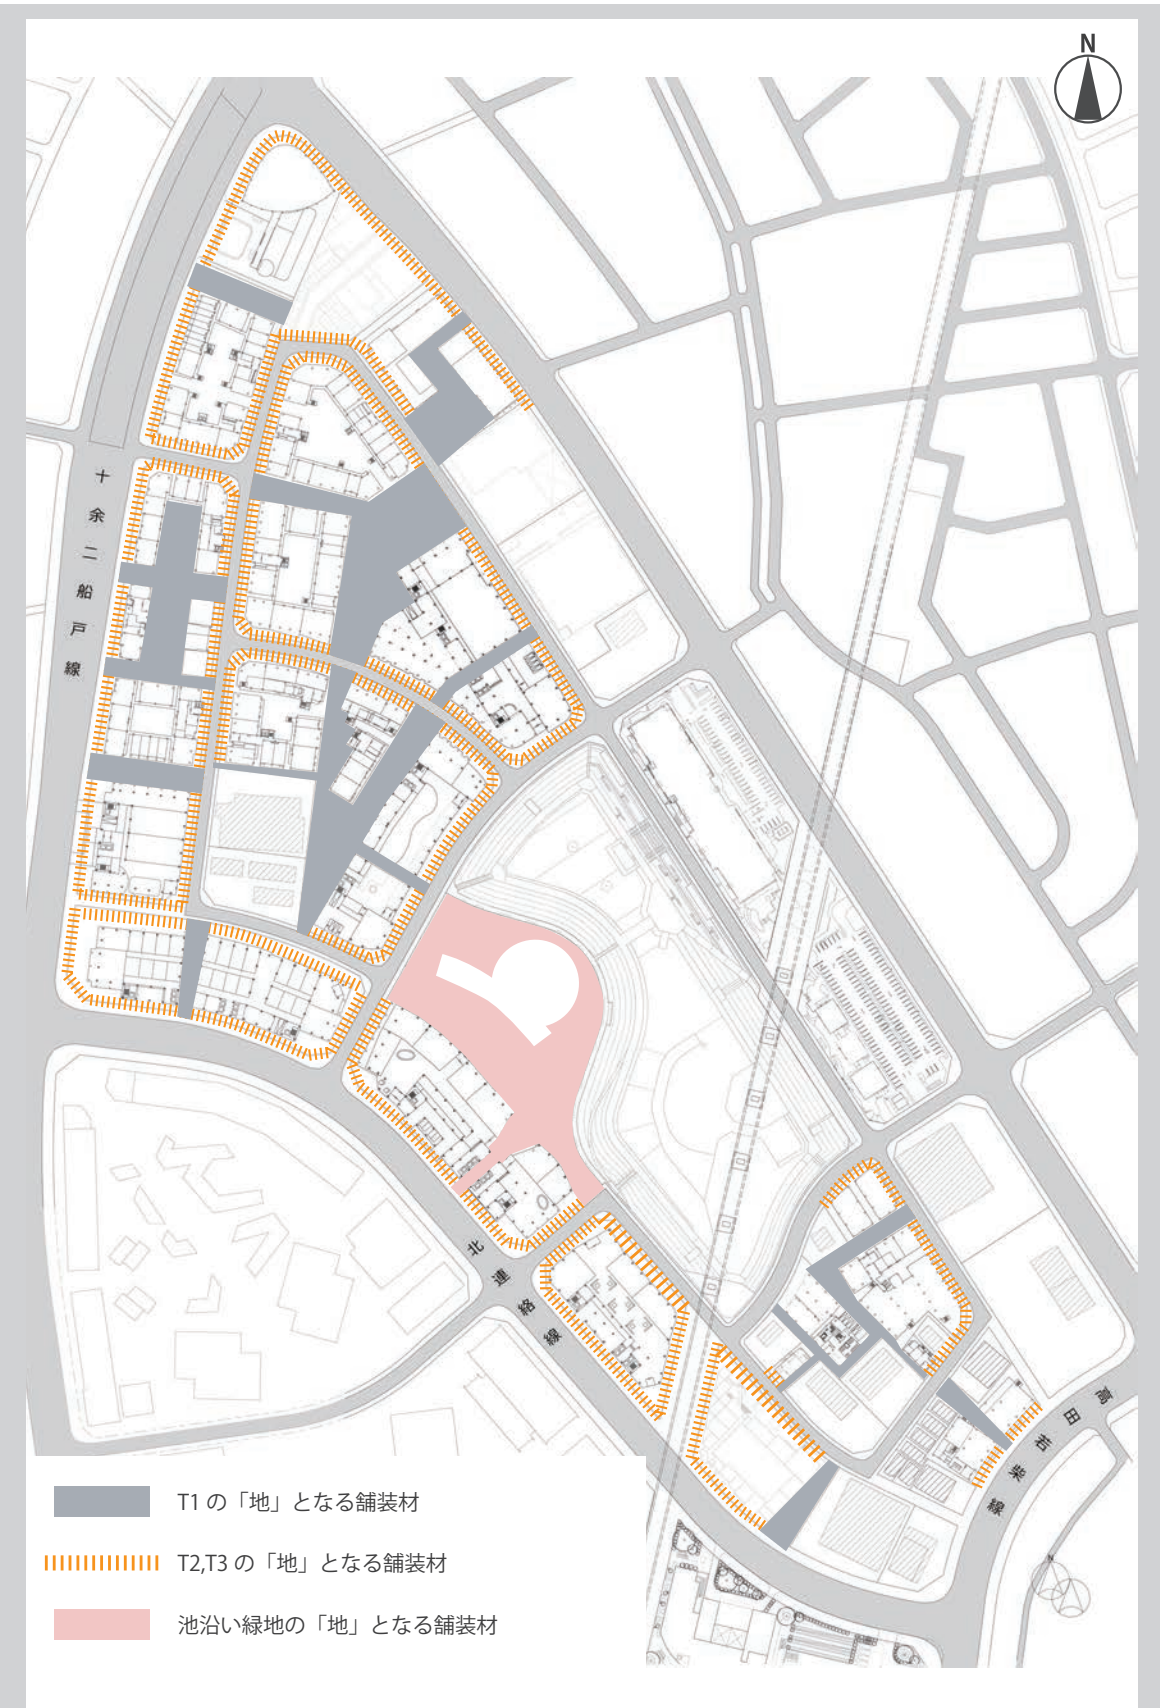 N
十余二船戸線
北連絡線
高田若柴線
N
T1 の「地」となる舗装材
T2,T3 の「地」となる舗装材
池沿い緑地の「地」となる舗装材